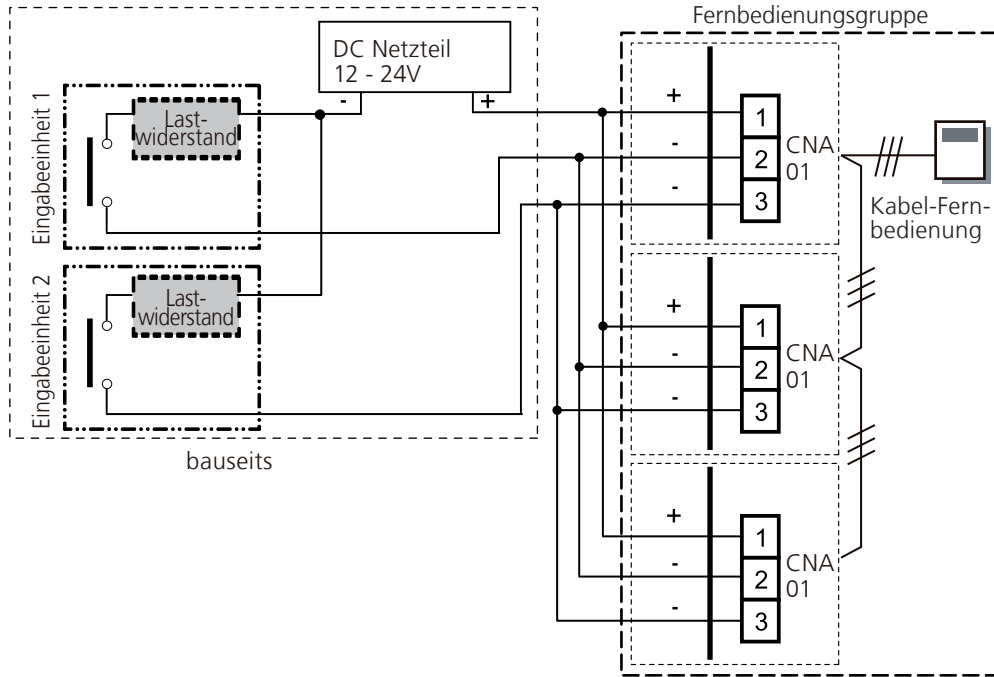 Fernbedienungsgruppe
DC Netzteil
12 - 24V
-
+
Eingabeeinheit 1
Last-
widerstand
Eingabeeinheit 2
Last-
widerstand
bauseits
+
1
-
2
-
3
CNA
01
Kabel-Fern-
bedienung
+
1
-
2
-
3
CNA
01
+
1
-
2
-
3
CNA
01